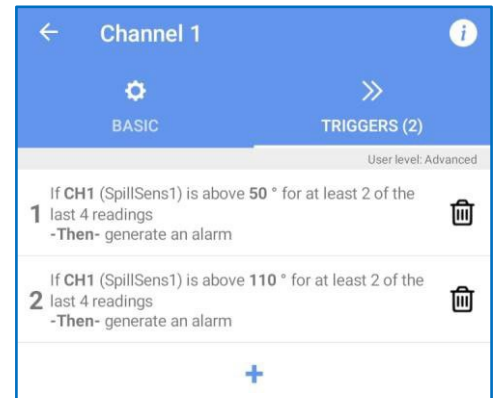 Channel 1
i
BASIC
TRIGGERS (2)
User level: Advanced
If CH1 (SpillSens1) is above 50 ° for at least 2 of the
1 last 4 readings
-Then- generate an alarm
If CH1 (SpillSens1) is above 110 ° for at least 2 of the
2 last 4 readings
-Then- generate an alarm
+